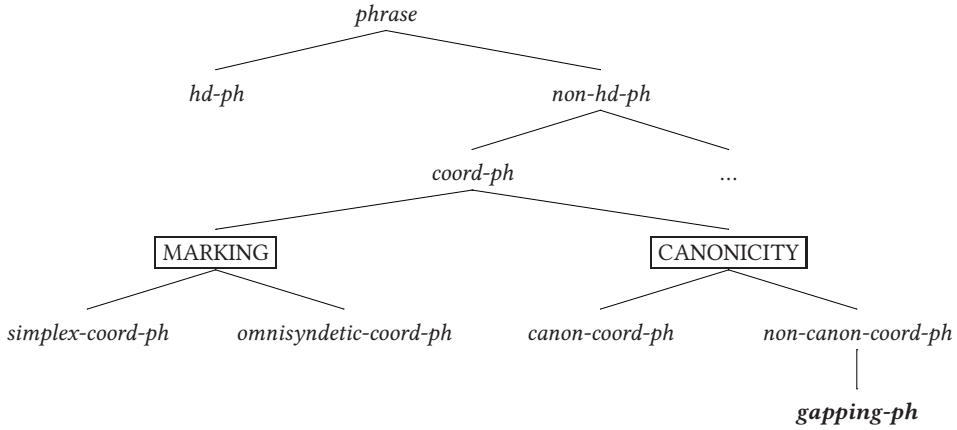 phrase
hd-ph non-hd-ph
coord-ph ...
MARKING CANONICITY
simplex-coord-ph omnisyndetic-coord-ph canon-coord-ph non-canon-coord-ph
gapping-ph